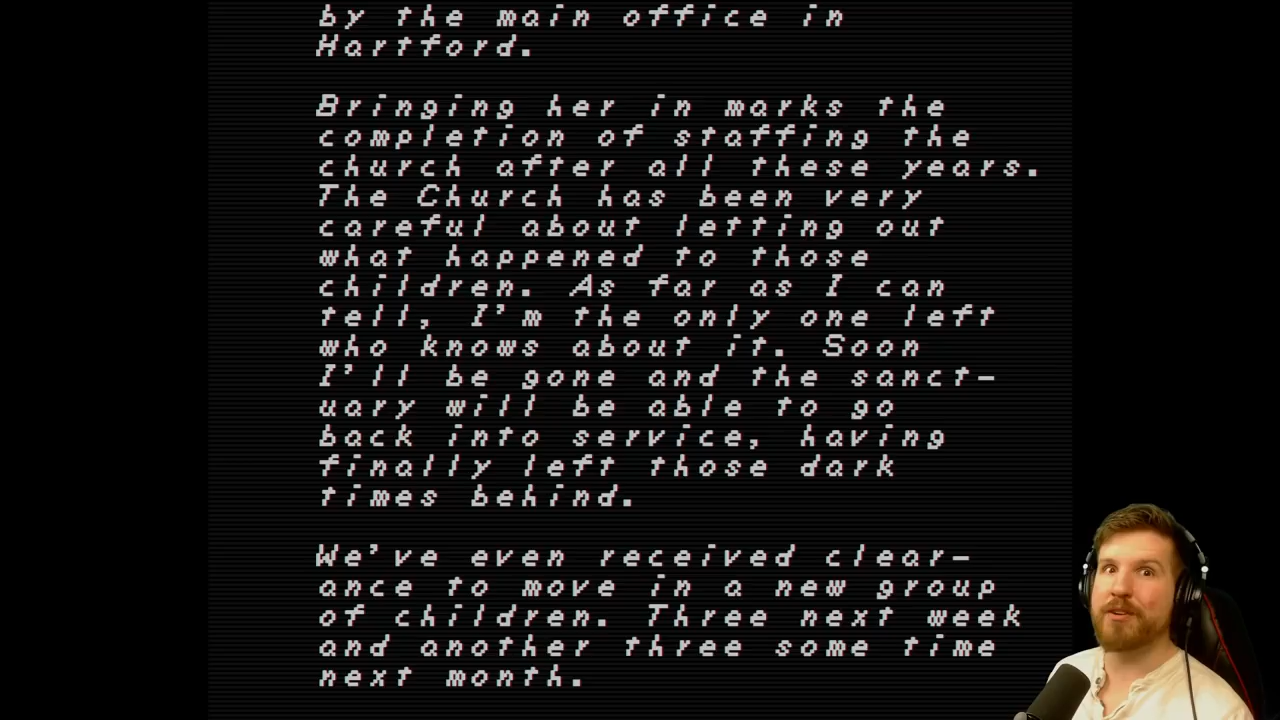 by the main office in
Hartford.
Bringing her in marks the
completion of staffing the
church after all these years.
The Church has been very
careful about letting out
what happened to those
children. As far as I can
tell, I'm the only one left
who knows about it. Soon
I'll be gone and the sanct-
uary will be able to go
back into service, having
finally left those dark
times behind.
We've even received clear-
ance to move in a new group
of children. Three next week
and another three some time
next month.